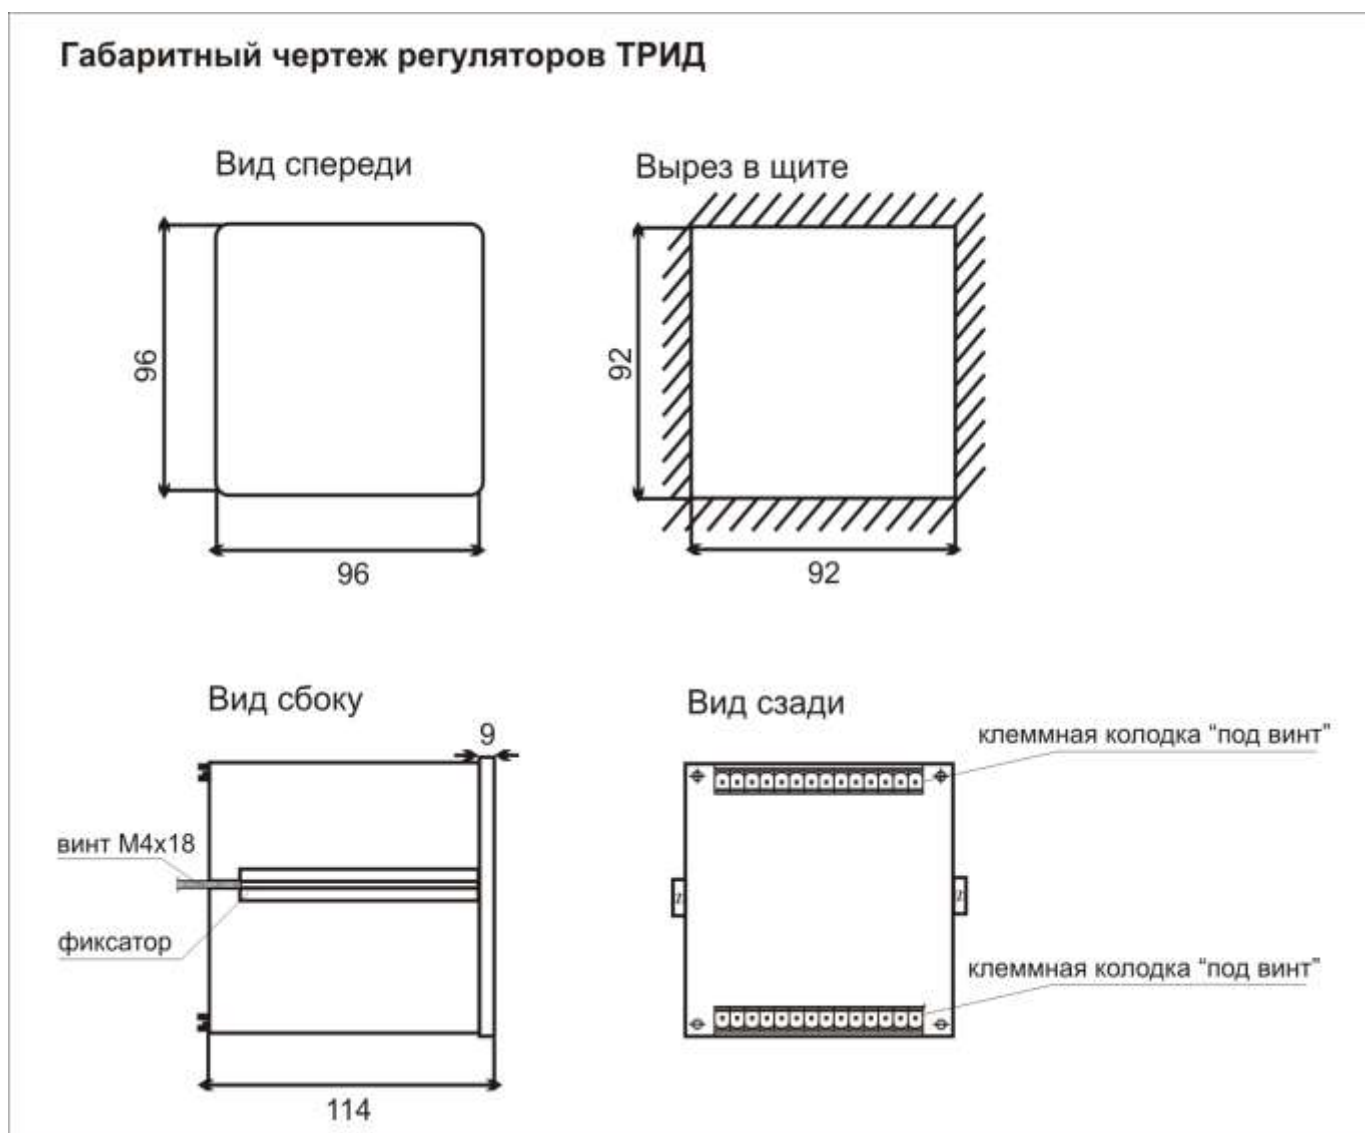 Габаритный чертеж регуляторов ТРИД
Вид спереди
Вырез в щите
96
92
96
92
Вид сбоку
Вид сзади
9
клеммная колодка “под винт”
винт М4х18
фиксатор
клеммная колодка “под винт”
114